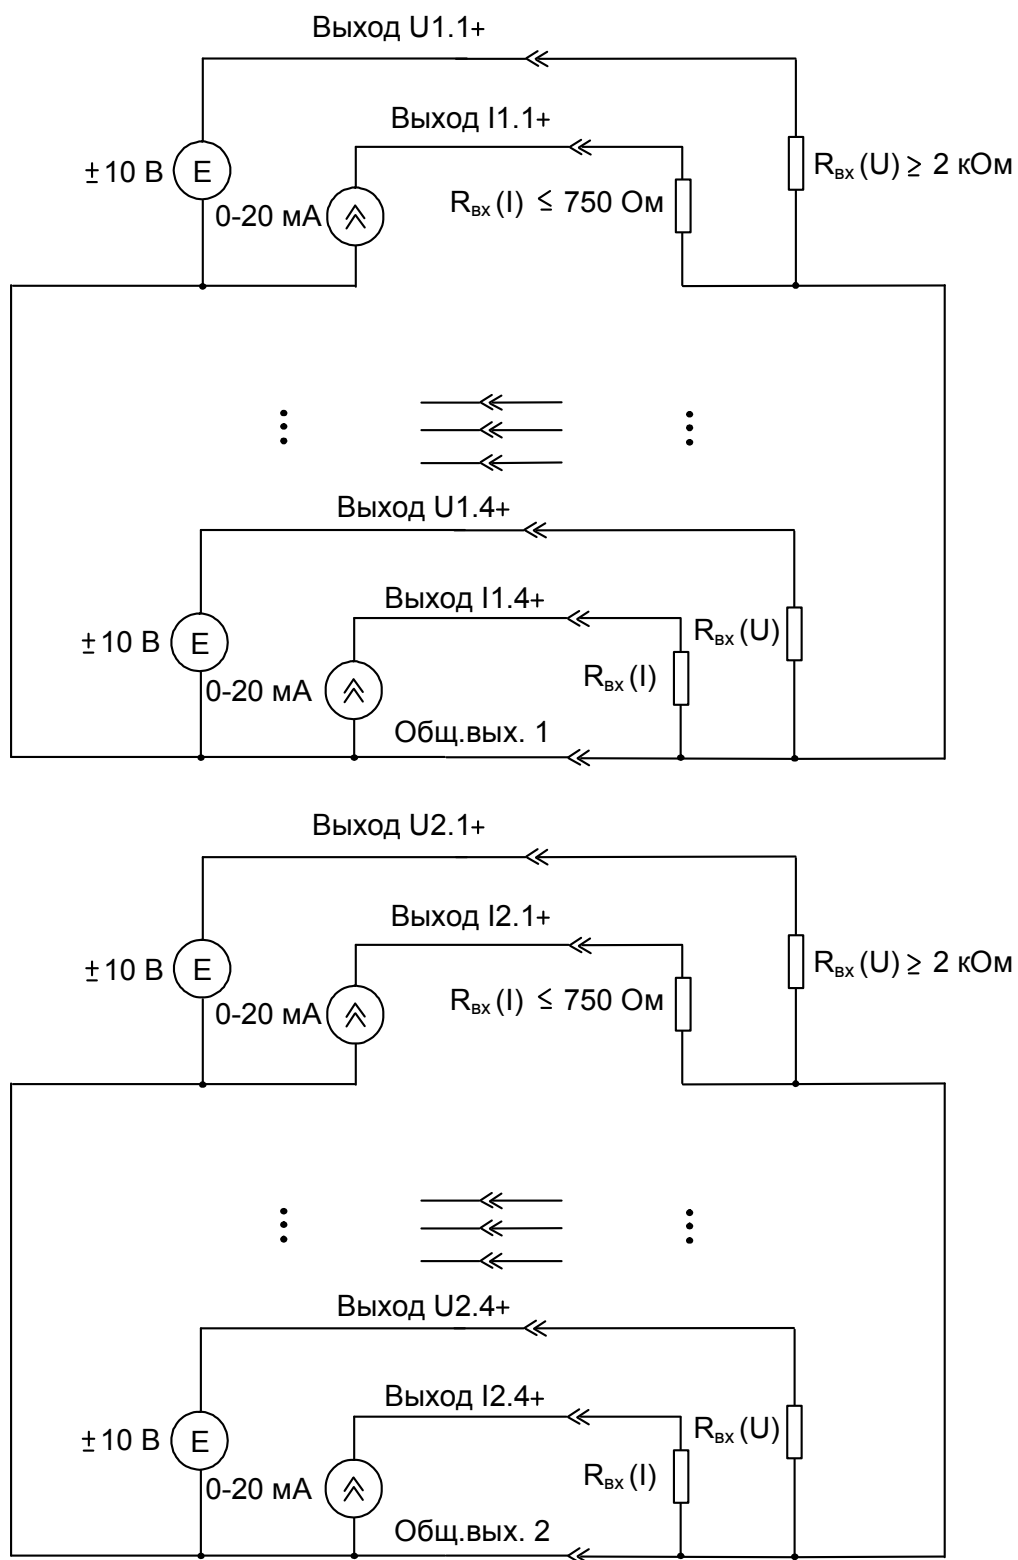 Выход U1.1+
Выход I1.1+
±10 В
E
0-20 мА
Rвх (I) ≤ 750 Ом
Rвх (U) ≥ 2 кОм
Выход U1.4+
Выход I1.4+
±10 В
E
0-20 мА
Rвх (I)
Rвх (U)
Общ.вых. 1
Выход U2.1+
Выход I2.1+
±10 В
E
0-20 мА
Rвх (I) ≤ 750 Ом
Rвх (U) ≥ 2 кОм
Выход U2.4+
Выход I2.4+
±10 В
E
0-20 мА
Rвх (I)
Rвх (U)
Общ.вых. 2